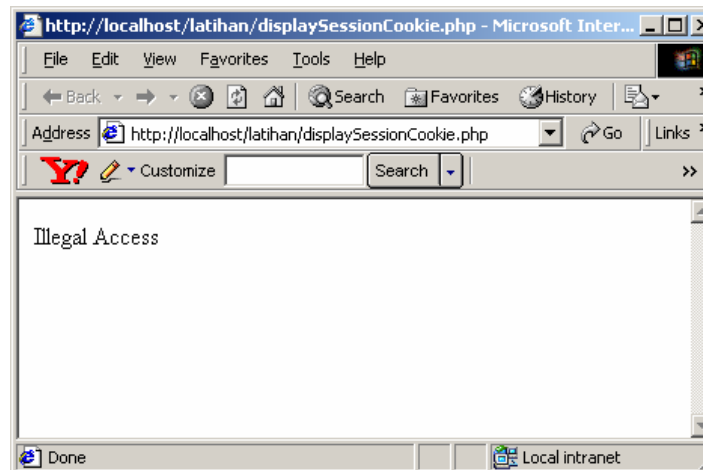 http://localhost/latihan/displaySessionCookie.php - Microsoft Inter...
File Edit View Favorites Tools Help
Back Search Favorites History
Address http://localhost/latihan/displaySessionCookie.php Go Links
Y! Customize Search
Illegal Access
Done Local intranet